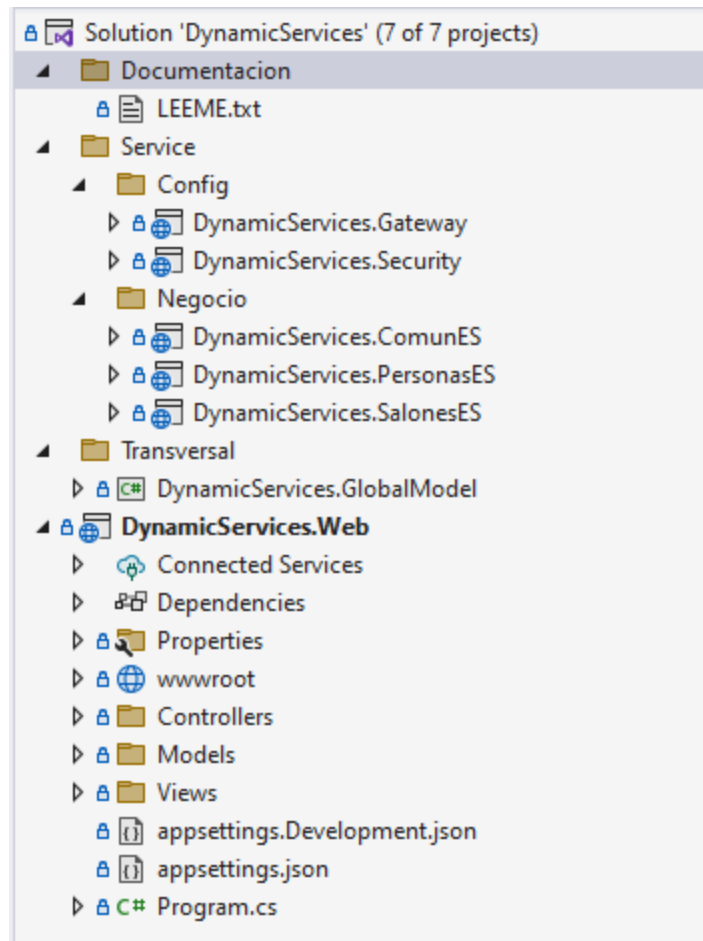 Solution 'DynamicServices' (7 of 7 projects)
Documentacion
LEEME.txt
Service
Config
DynamicServices.Gateway
DynamicServices.Security
Negocio
DynamicServices.ComunES
DynamicServices.PersonasES
DynamicServices.SalonesES
Transversal
C# DynamicServices.GlobalModel
DynamicServices.Web
Connected Services
Dependencies
Properties
wwwroot
Controllers
Models
Views
appsettings.Development.json
appsettings.json
C# Program.cs